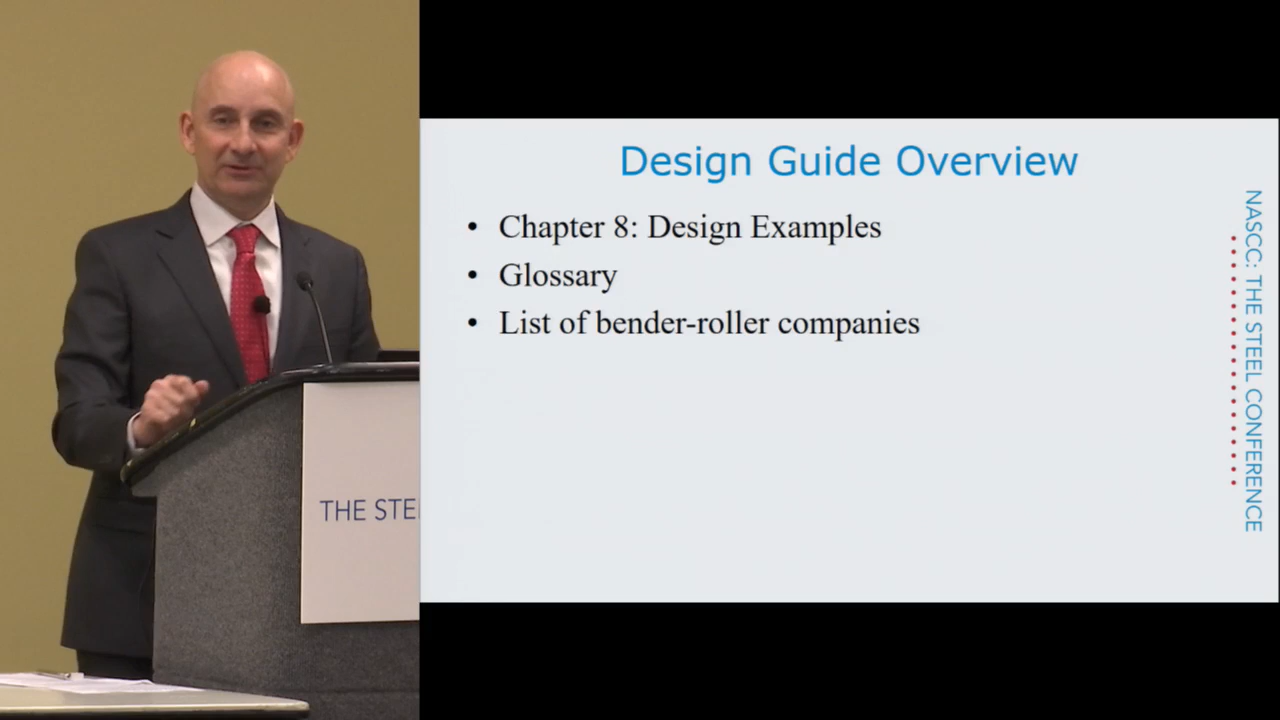 Design Guide Overview
• Chapter 8: Design Examples
• Glossary
• List of bender-roller companies
NASCC: THE STEEL CONFERENCE
THE STE